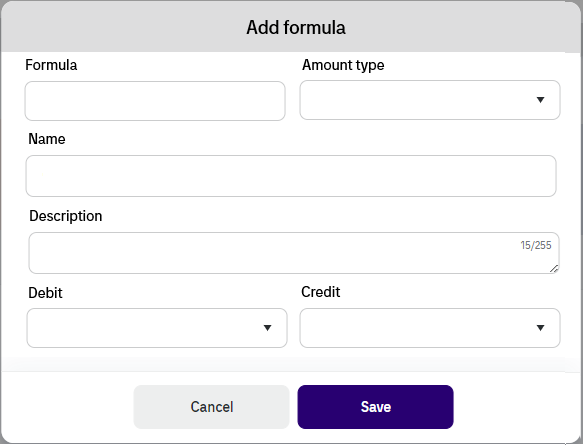 Add formula
Formula Amount type
Name
Description
15/255
Debit Credit
Cancel Save